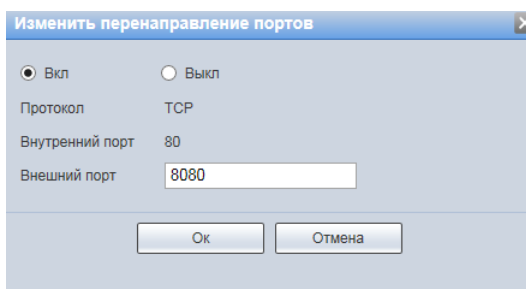 Изменить перенаправление портов
Вкл Выкл
Протокол TCP
Внутренний порт 80
Внешний порт 8080
Ок Отмена